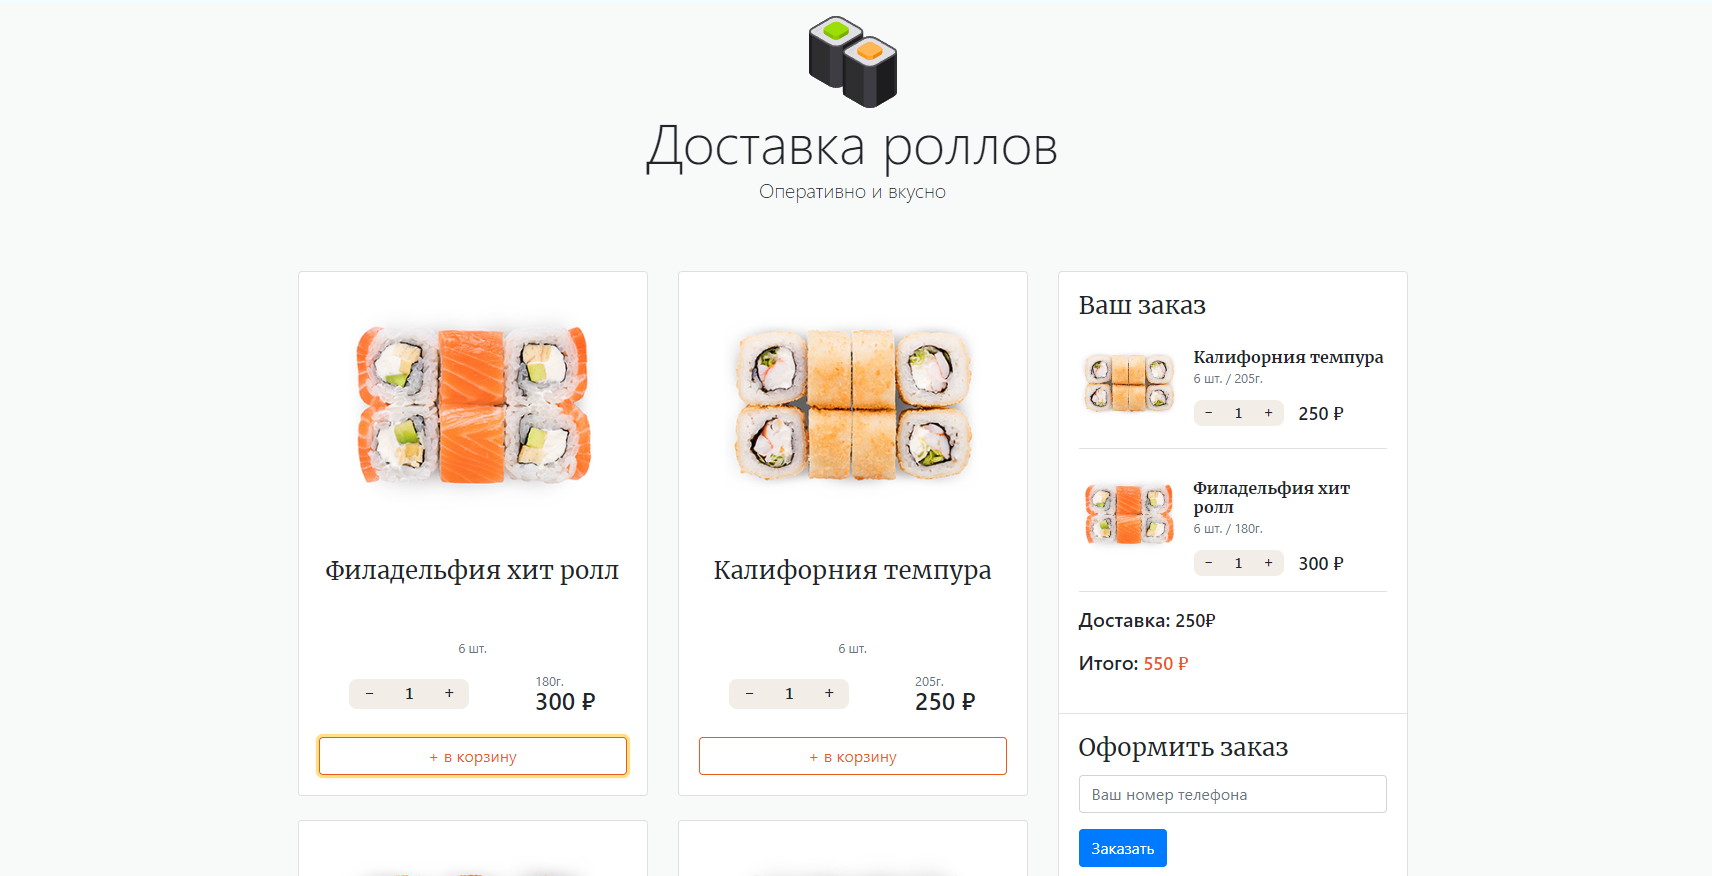 Доставка роллов
Оперативно и вкусно
Филадельфия хит ролл
6 шт.
- 1 +
180г.
300 ₽
+ в корзину
Калифорния темпура
6 шт.
- 1 +
205г.
250 ₽
+ в корзину
Ваш заказ
Калифорния темпура
6 шт. / 205г.
- 1 + 250 ₽
Филадельфия хит
ролл
6 шт. / 180г.
- 1 + 300 ₽
Доставка: 250₽
Итого: 550 ₽
Оформить заказ
Ваш номер телефона
Заказать